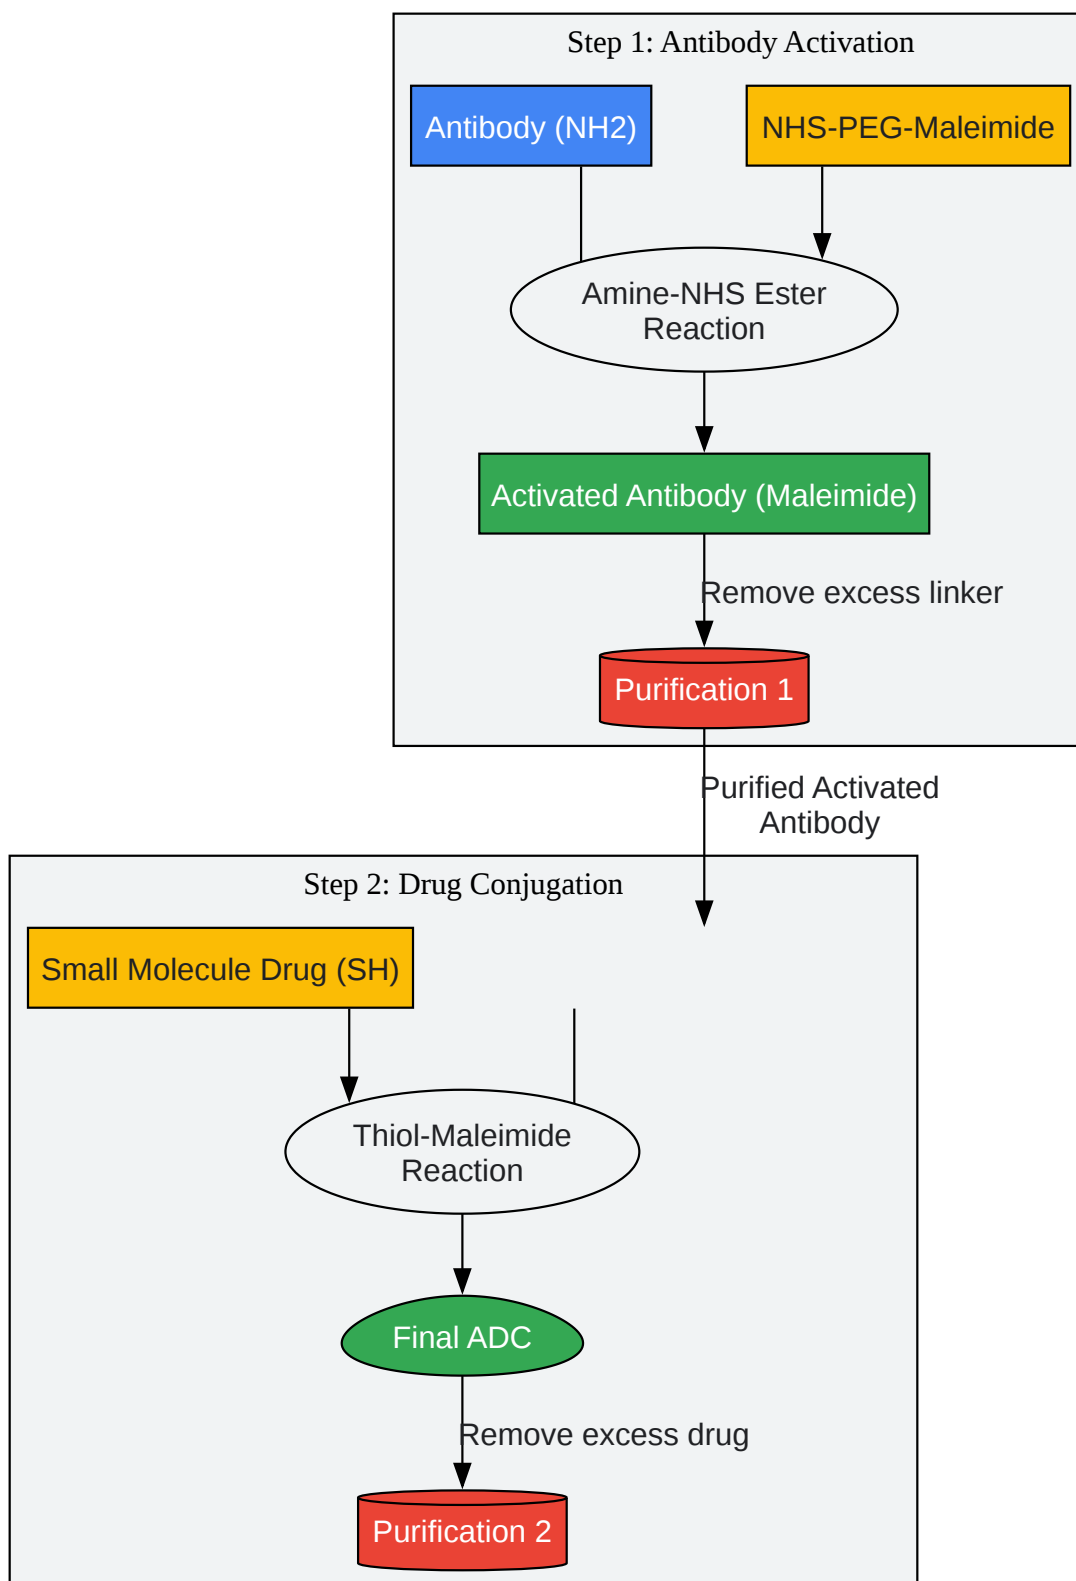 Step 1: Antibody Activation
Antibody (NH2)
NHS-PEG-Maleimide
Amine-NHS Ester
Reaction
Activated Antibody (Maleimide)
Remove excess linker
Purification 1
Purified Activated
Antibody
Step 2: Drug Conjugation
Small Molecule Drug (SH)
Thiol-Maleimide
Reaction
Final ADC
Remove excess drug
Purification 2